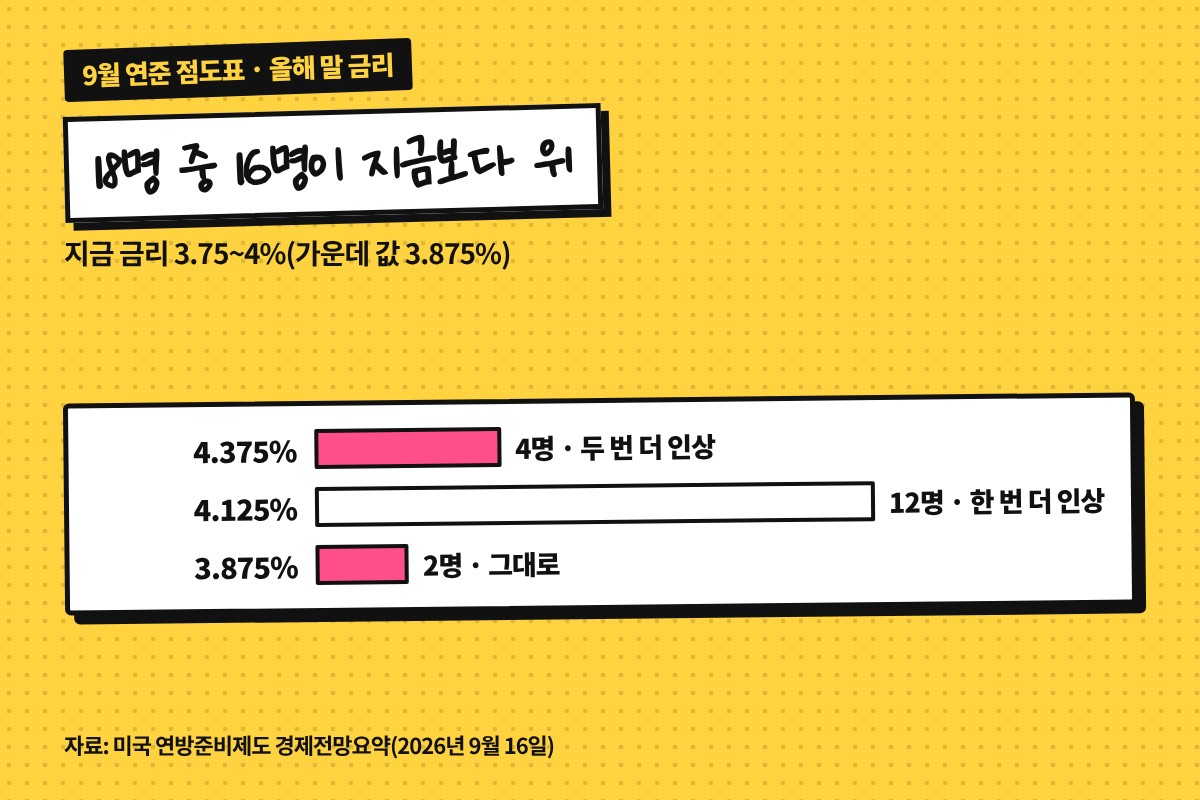 9월 연준 점도표 · 올해 말 금리
18명 중 16명이 지금보다 위
지금 금리 3.75~4%(가운데 값 3.875%)
4.375% 4명 · 두 번 더 인상
4.125% 12명 · 한 번 더 인상
3.875% 2명 · 그대로
자료: 미국 연방준비제도 경제전망요약(2026년 9월 16일)